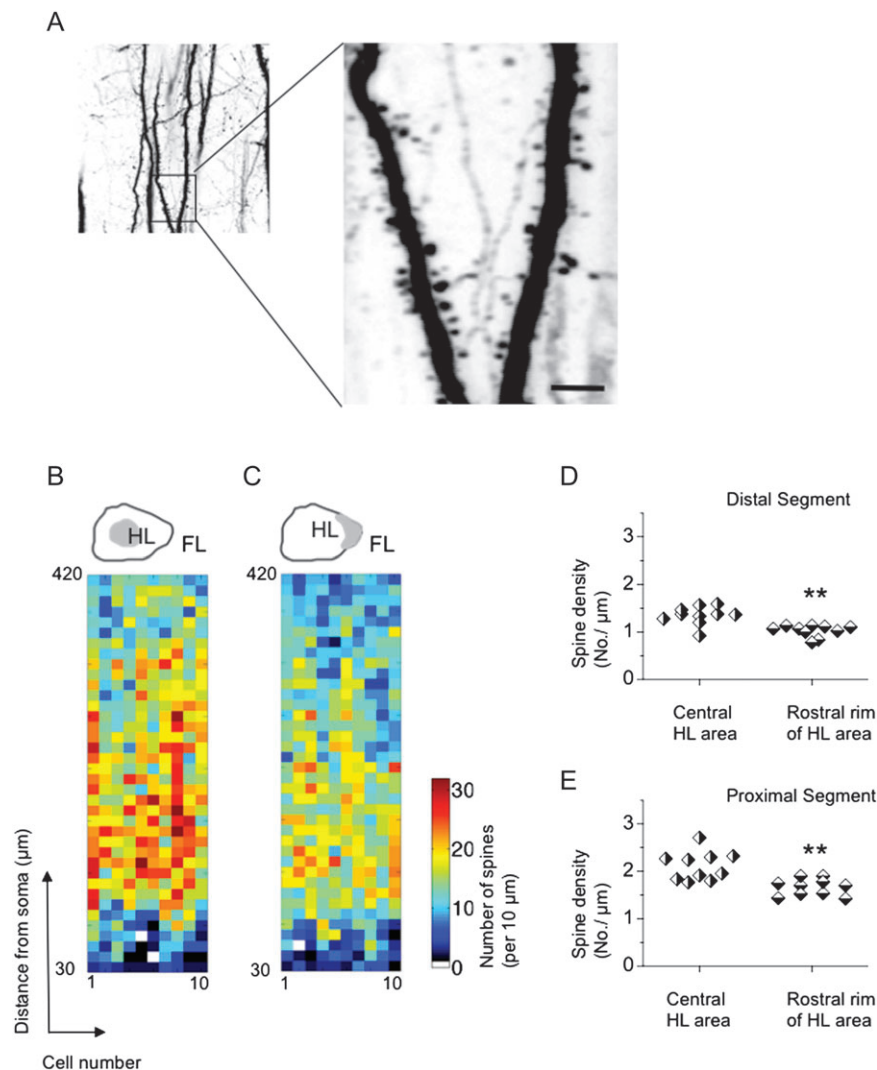 A
B
HL
FL
C
HL
FL
420
30
1
10
Distance from soma (µm)
Cell number
420
30
1
10
30
20
10
0
Number of spines
(per 10 µm)
D
Distal Segment
3
2
1
0
Spine density
(No./ µm)
**
Central
HL area
Rostral rim
of HL area
E
Proximal Segment
3
2
1
0
Spine density
(No./ µm)
**
Central
HL area
Rostral rim
of HL area